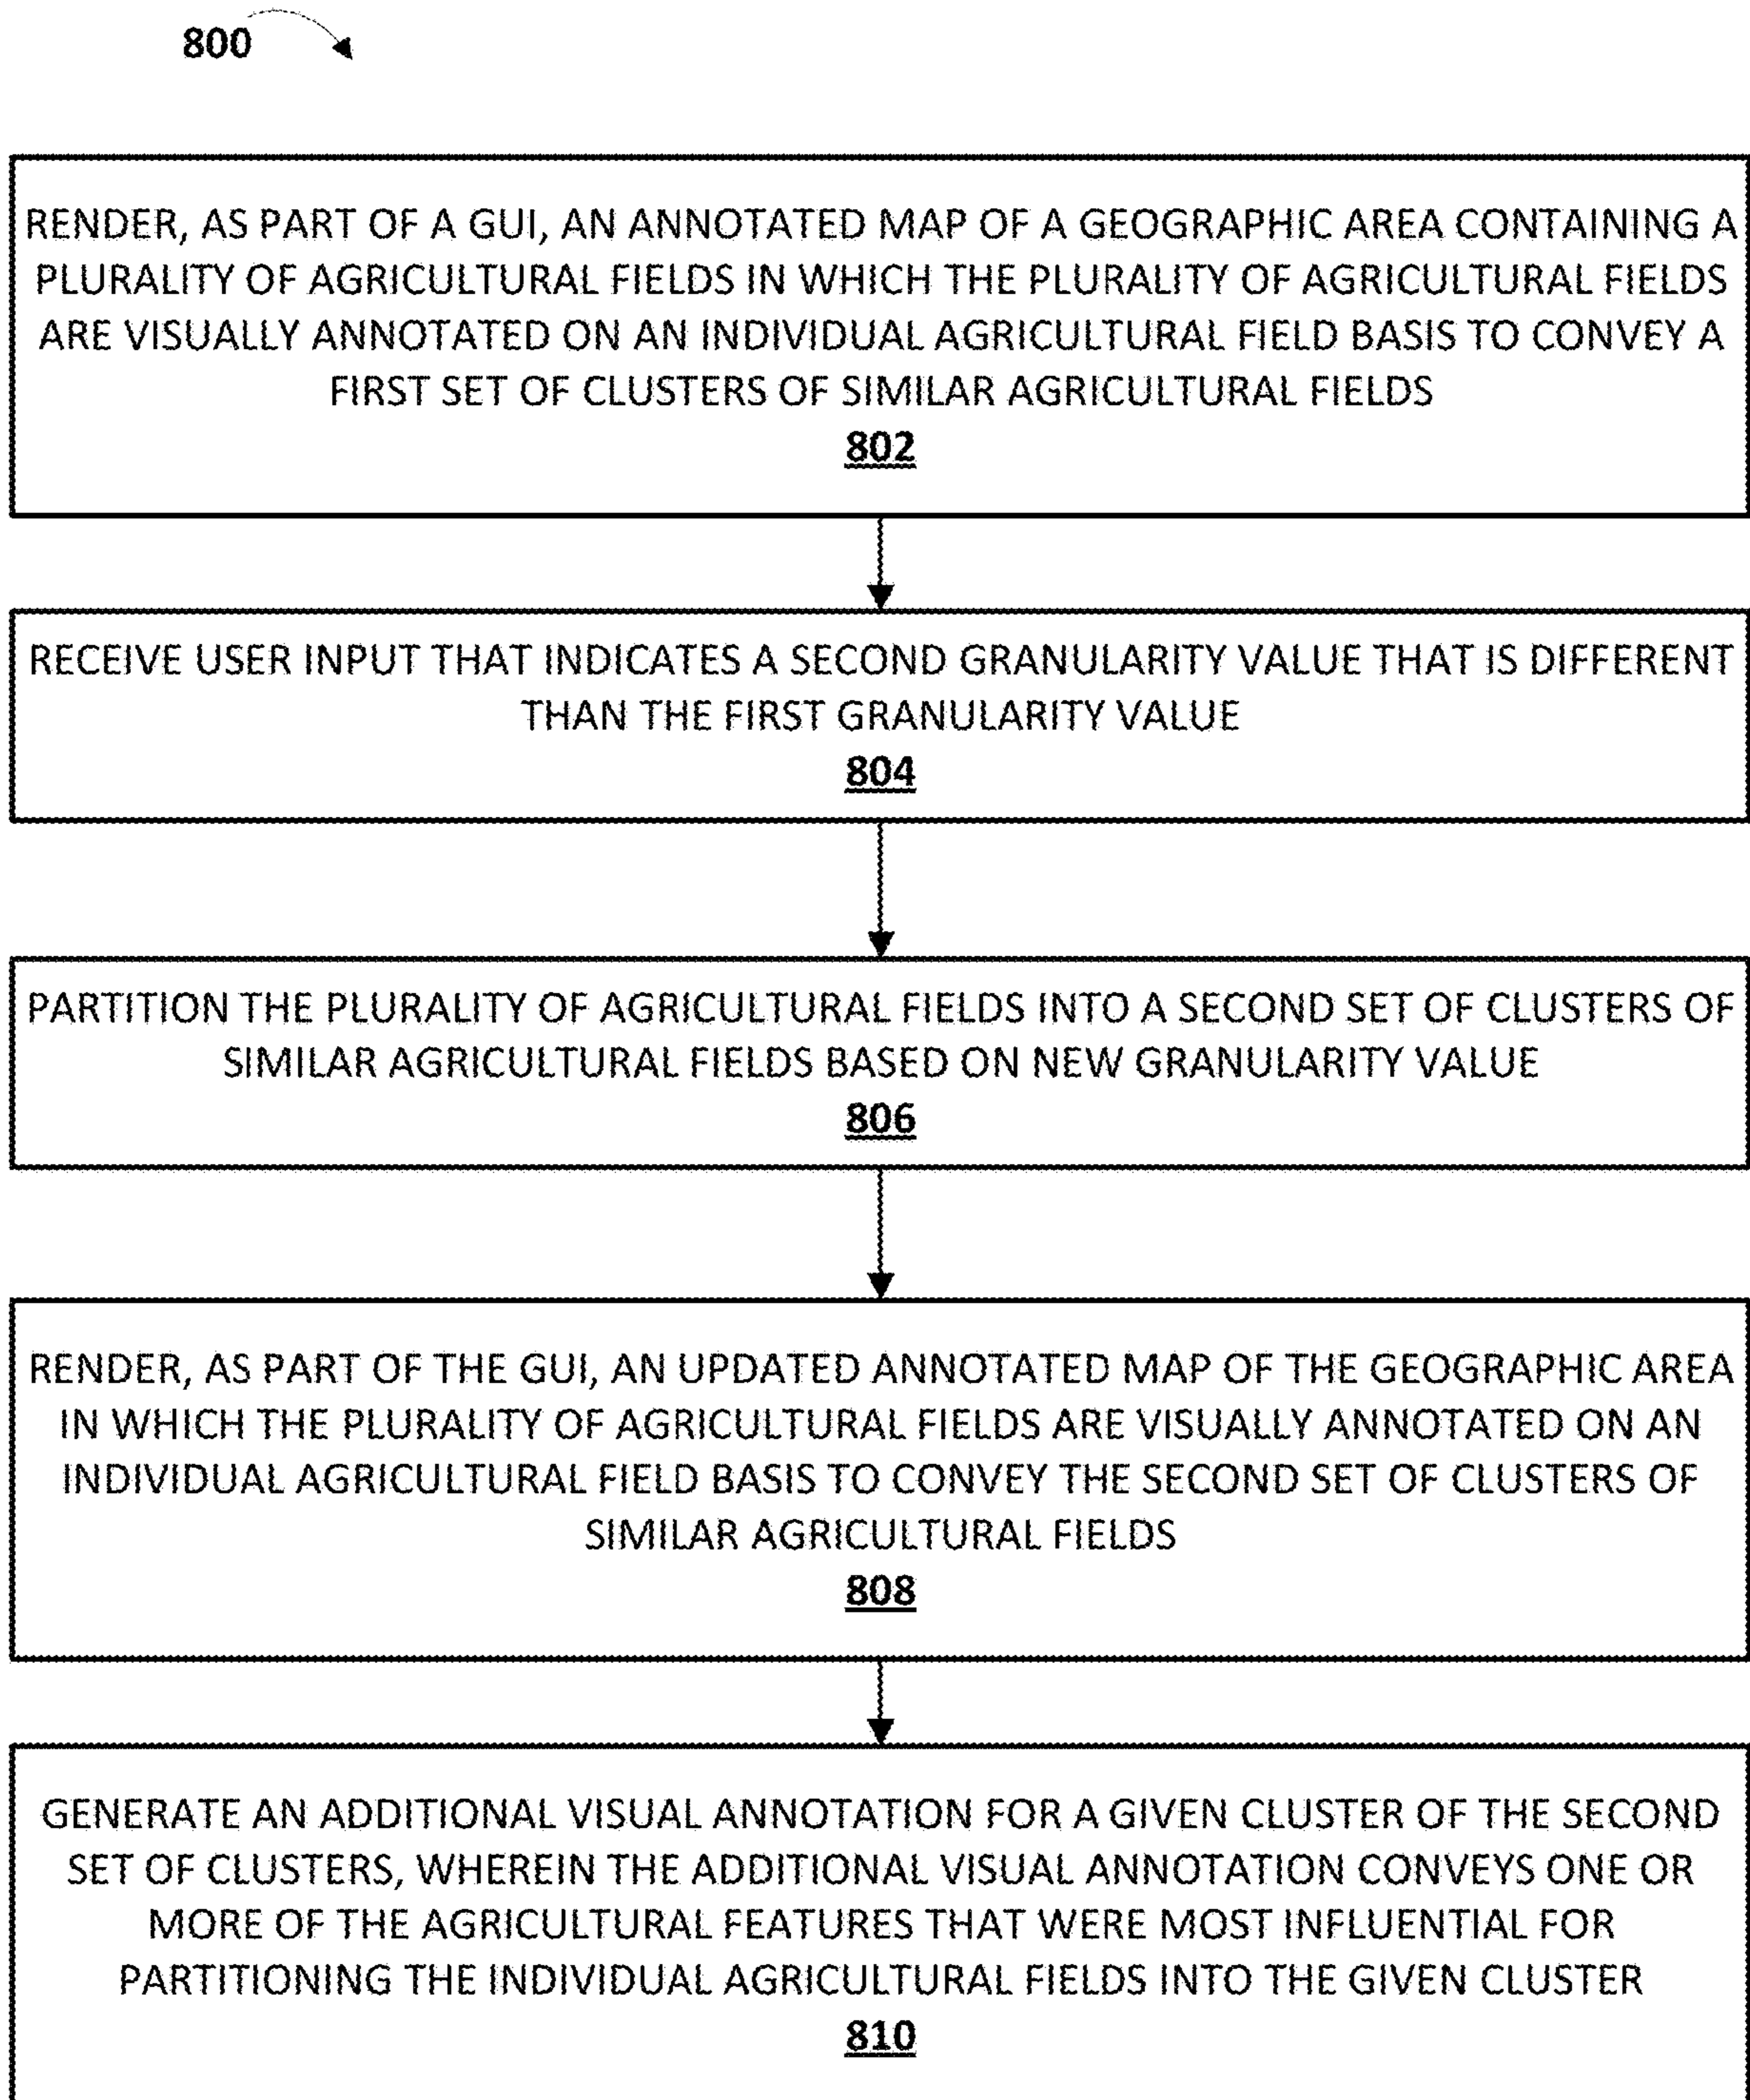 800
RENDER, AS PART OF A GUI, AN ANNOTATED MAP OF A GEOGRAPHIC AREA CONTAINING A
PLURALITY OF AGRICULTURAL FIELDS IN WHICH THE PLURALITY OF AGRICULTURAL FIELDS
ARE VISUALLY ANNOTATED ON AN INDIVIDUAL AGRICULTURAL FIELD BASIS TO CONVEY A
FIRST SET OF CLUSTERS OF SIMILAR AGRICULTURAL FIELDS
802
RECEIVE USER INPUT THAT INDICATES A SECOND GRANULARITY VALUE THAT IS DIFFERENT
THAN THE FIRST GRANULARITY VALUE
804
PARTITION THE PLURALITY OF AGRICULTURAL FIELDS INTO A SECOND SET OF CLUSTERS OF
SIMILAR AGRICULTURAL FIELDS BASED ON NEW GRANULARITY VALUE
806
RENDER, AS PART OF THE GUI, AN UPDATED ANNOTATED MAP OF THE GEOGRAPHIC AREA
IN WHICH THE PLURALITY OF AGRICULTURAL FIELDS ARE VISUALLY ANNOTATED ON AN
INDIVIDUAL AGRICULTURAL FIELD BASIS TO CONVEY THE SECOND SET OF CLUSTERS OF
SIMILAR AGRICULTURAL FIELDS
808
GENERATE AN ADDITIONAL VISUAL ANNOTATION FOR A GIVEN CLUSTER OF THE SECOND
SET OF CLUSTERS, WHEREIN THE ADDITIONAL VISUAL ANNOTATION CONVEYS ONE OR
MORE OF THE AGRICULTURAL FEATURES THAT WERE MOST INFLUENTIAL FOR
PARTITIONING THE INDIVIDUAL AGRICULTURAL FIELDS INTO THE GIVEN CLUSTER
810